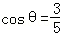 cos θ = 3/5